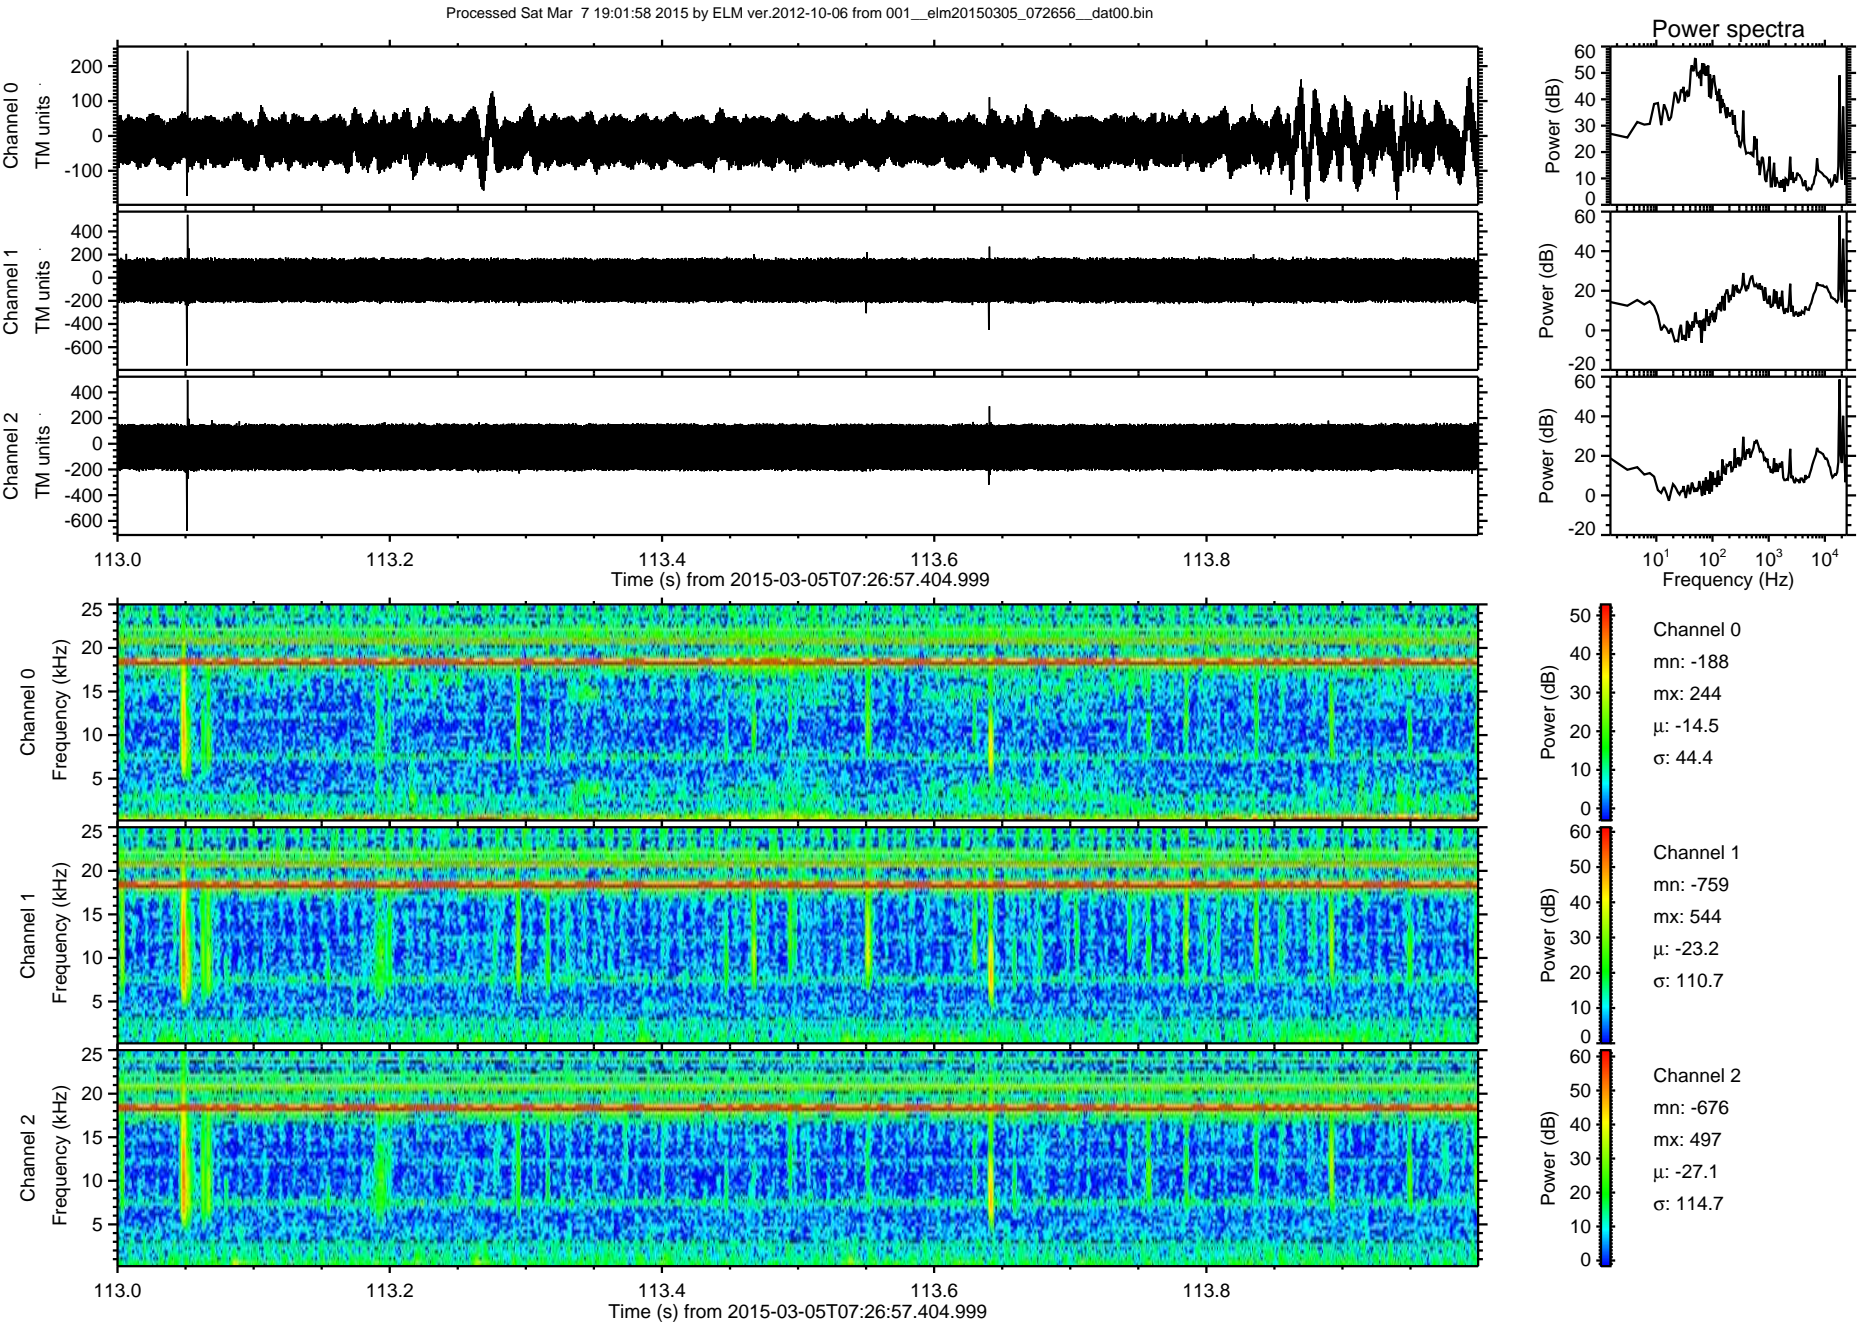 Processed Sat Mar 7 19:01:58 2015 by ELM ver.2012-10-06 from 001__elm20150305_072656__dat00.bin
Power spectra
Channel 0
TM units
200
100
0
-100
Power (dB)
60
50
40
30
20
10
0
Channel 1
TM units
400
200
0
-200
-400
-600
Power (dB)
60
40
20
0
-20
Channel 2
TM units
400
200
0
-200
-400
-600
Power (dB)
60
40
20
0
-20
113.0 113.2 113.4 113.6 113.8
Time (s) from 2015-03-05T07:26:57.404.999
10^1 10^2 10^3 10^4
Frequency (Hz)
Channel 0
Frequency (kHz)
25
20
15
10
5
Power (dB)
50
40
30
20
10
0
Channel 0
mn: -188
mx: 244
μ: -14.5
σ: 44.4
Channel 1
Frequency (kHz)
25
20
15
10
5
Power (dB)
60
50
40
30
20
10
0
Channel 1
mn: -759
mx: 544
μ: -23.2
σ: 110.7
Channel 2
Frequency (kHz)
25
20
15
10
5
Power (dB)
60
50
40
30
20
10
0
Channel 2
mn: -676
mx: 497
μ: -27.1
σ: 114.7
113.0 113.2 113.4 113.6 113.8
Time (s) from 2015-03-05T07:26:57.404.999